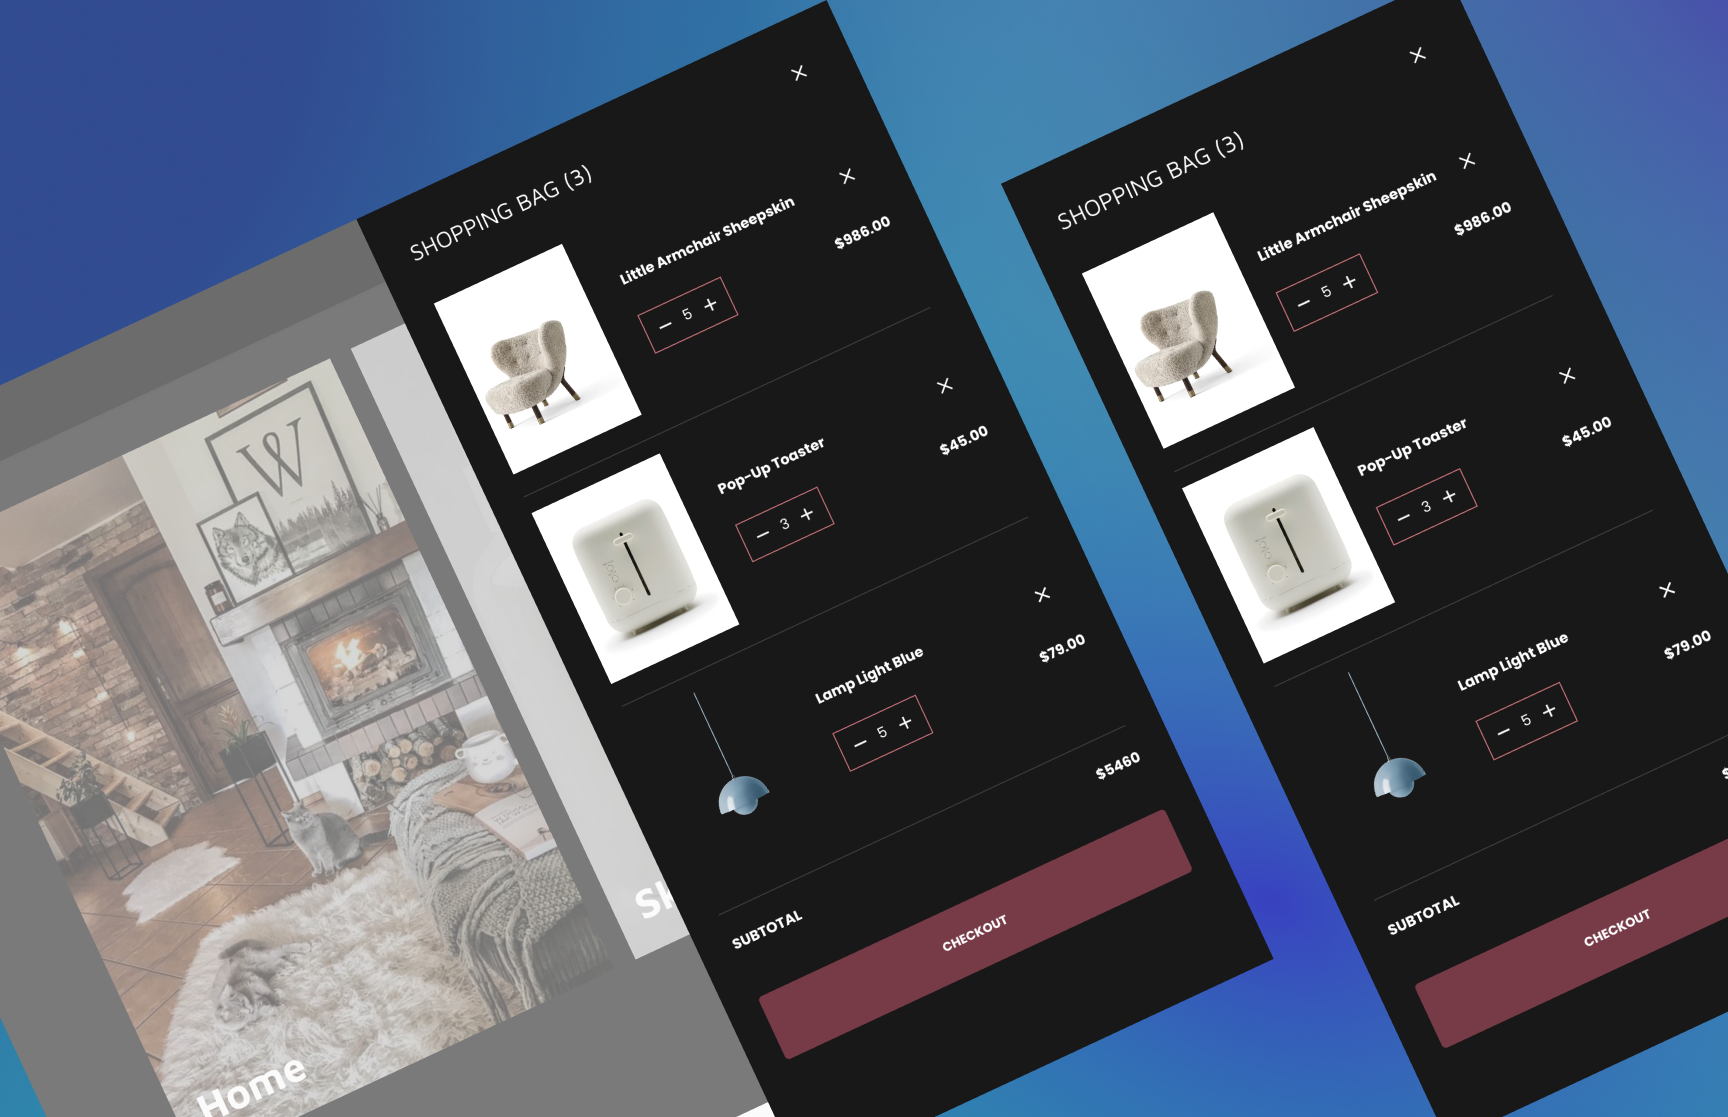 SHOPPING BAG (3)
Little Armchair Sheepskin
$986.00
5
Pop-Up Toaster
$45.00
3
Lamp Light Blue
$79.00
5
SUBTOTAL
$5460
CHECKOUT
W
Home
SHOPPING BAG (3)
Little Armchair Sheepskin
$986.00
5
Pop-Up Toaster
$45.00
3
Lamp Light Blue
$79.00
5
SUBTOTAL
CHECKOUT